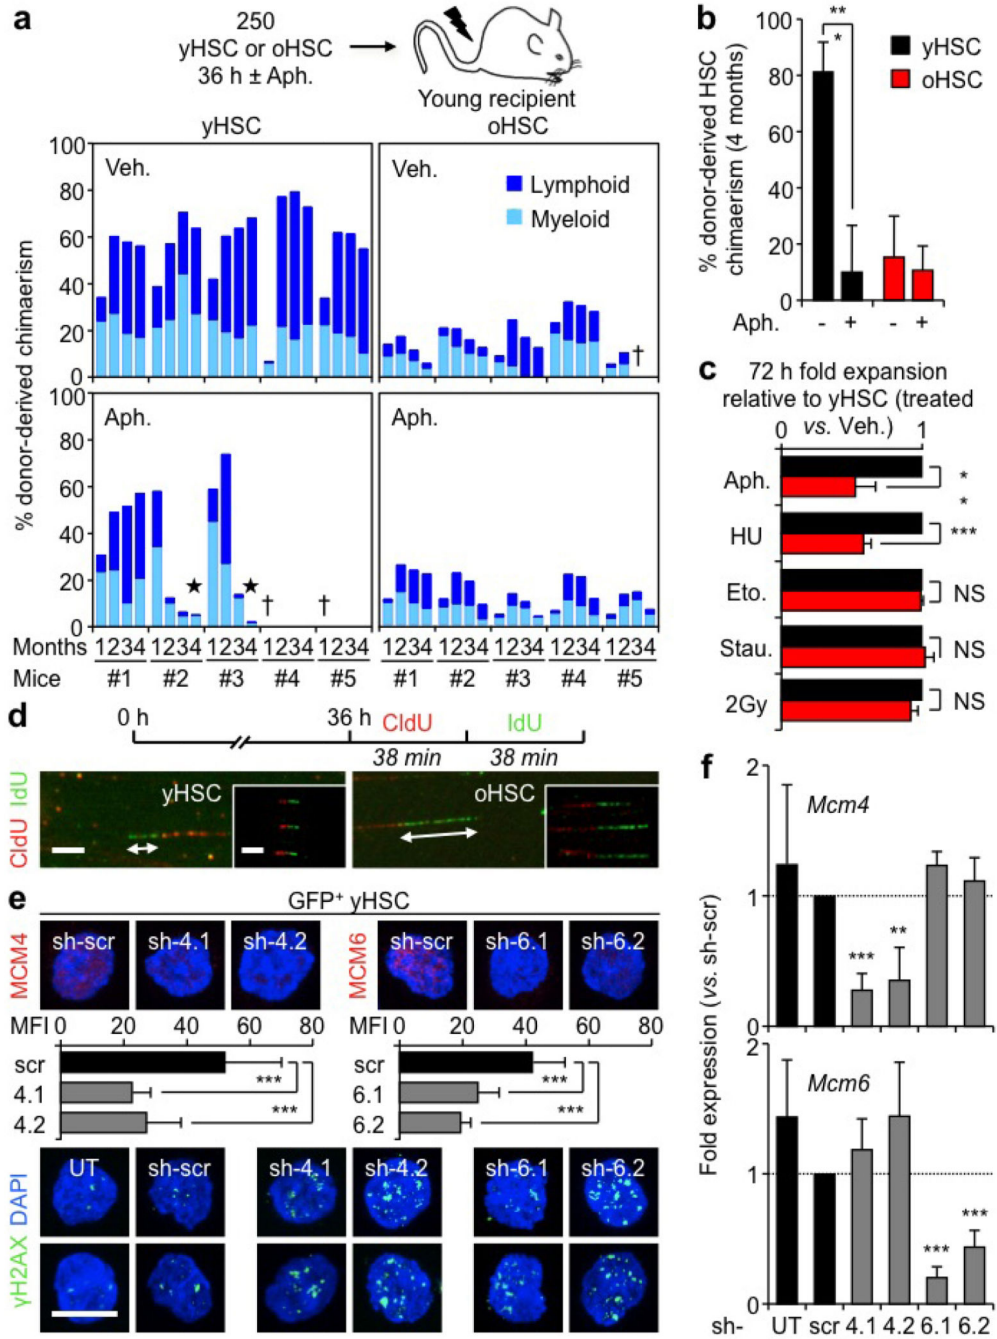 a
250
yHSC or oHSC
36 h ± Aph.
Young recipient
yHSC
oHSC
% donor-derived chimaerism
100
80
60
40
20
0
Veh.
Veh.
Lymphoid
Myeloid
†
% donor-derived chimaerism
100
80
60
40
20
0
Aph.
★ ★ † †
Aph.
Months 1234 1234 1234 1234 1234 1234 1234 1234 1234 1234
Mice #1 #2 #3 #4 #5 #1 #2 #3 #4 #5
b
% donor-derived HSC
chimaerism (4 months)
100
80
60
40
20
0
**
*
yHSC
oHSC
Aph. - + - +
c
72 h fold expansion
relative to yHSC (treated
vs. Veh.)
0 1
Aph. *
*
HU ***
Eto. NS
Stau. NS
2Gy NS
d
0 h 36 h CldU IdU
38 min 38 min
CldU IdU
yHSC
oHSC
e
GFP+ yHSC
MCM4
sh-scr sh-4.1 sh-4.2
MCM6
sh-scr sh-6.1 sh-6.2
MFI 0 20 40 60 80
scr
4.1 ***
4.2 ***
MFI 0 20 40 60 80
scr
6.1 ***
6.2 ***
γH2AX DAPI
UT sh-scr sh-4.1 sh-4.2 sh-6.1 sh-6.2
f
Fold expression (vs. sh-scr)
2
1
0
Mcm4
*** **
2
1
0
Mcm6
*** ***
sh- UT scr 4.1 4.2 6.1 6.2